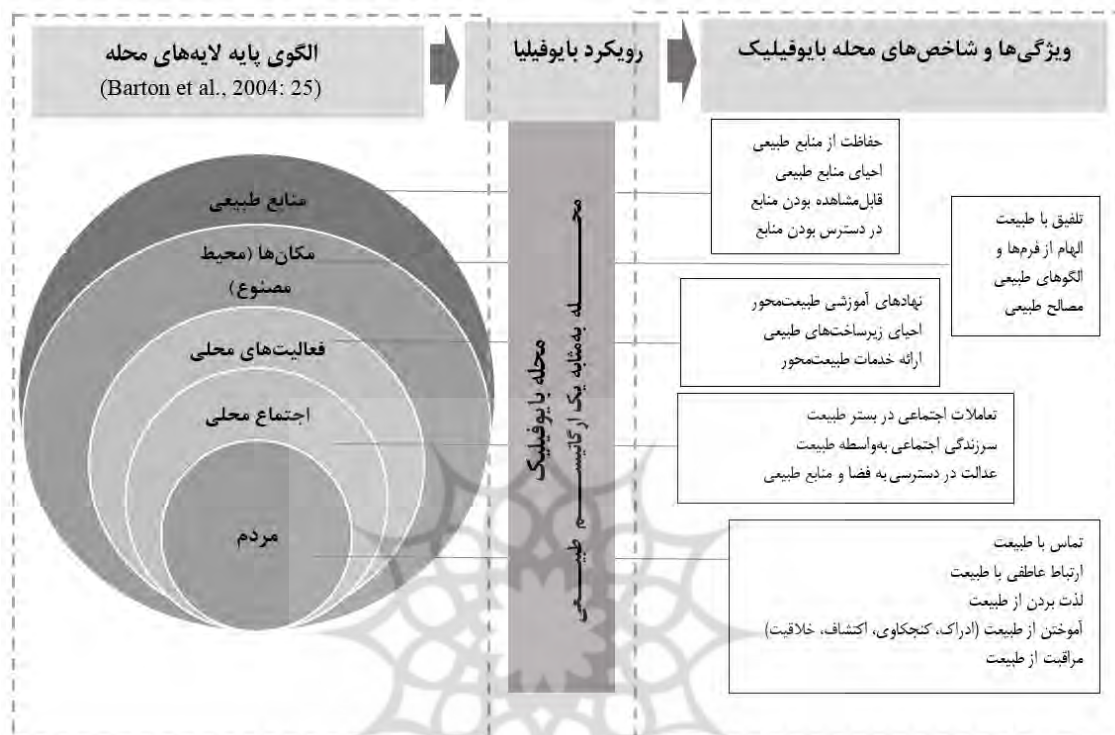 ویژگی‌ها و شاخص‌های محله بایوفیلیک
رویکرد بایوفیلیا
الگوی پایه لایه‌های محله
(Barton et al., 2004: 25)
حفاظت از منابع طبیعی
احیای منابع طبیعی
قابل‌مشاهده بودن منابع
در دسترس بودن منابع
تلفیق با طبیعت
الهام از فرم‌ها و
الگوهای طبیعی
مصالح طبیعی
نهادهای آموزشی طبیعت‌محور
احیای زیرساخت‌های طبیعی
ارائه خدمات طبیعت‌محور
تعاملات اجتماعی در بستر طبیعت
سرزندگی اجتماعی به‌واسطه طبیعت
عدالت در دسترسی به فضا و منابع طبیعی
تماس با طبیعت
ارتباط عاطفی با طبیعت
لذت بردن از طبیعت
آموختن از طبیعت (ادراک، کنجکاوی، اکتشاف، خلاقیت)
مراقبت از طبیعت
محله بایوفیلیک
محـــــــله به‌مثابه یک ارگانیســـــــم طبیـــــــعی
منابع طبیعی
مکان‌ها (محیط
مصنوع)
فعالیت‌های محلی
اجتماع محلی
مردم